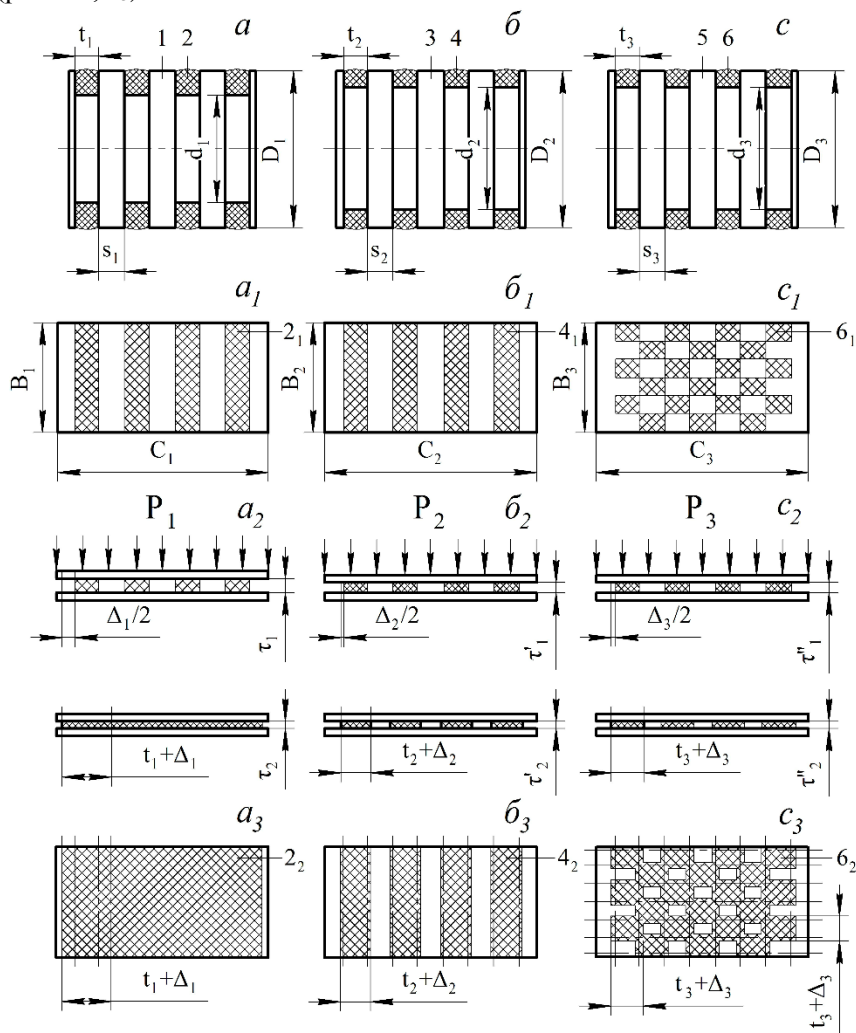 а б с
t₁ 1 2 t₂ 3 4 t₃ 5 6
d₁ D₁ d₂ D₂ d₃ D₃
s₁ s₂ s₃
а₁ б₁ с₁
2₁ 4₁ 6₁
B₁ B₂ B₃
C₁ C₂ C₃
P₁ а₂ P₂ б₂ P₃ с₂
Δ₁/2 Δ₂/2 Δ₃/2
τ₁ τ'₁ τ"₁
t₁+Δ₁ t₂+Δ₂ t₃+Δ₃
τ₂ τ'₂ τ"₂
а₃ б₃ с₃
2₂ 4₂ 6₂
t₁+Δ₁ t₂+Δ₂ t₃+Δ₃ t₃+Δ₃